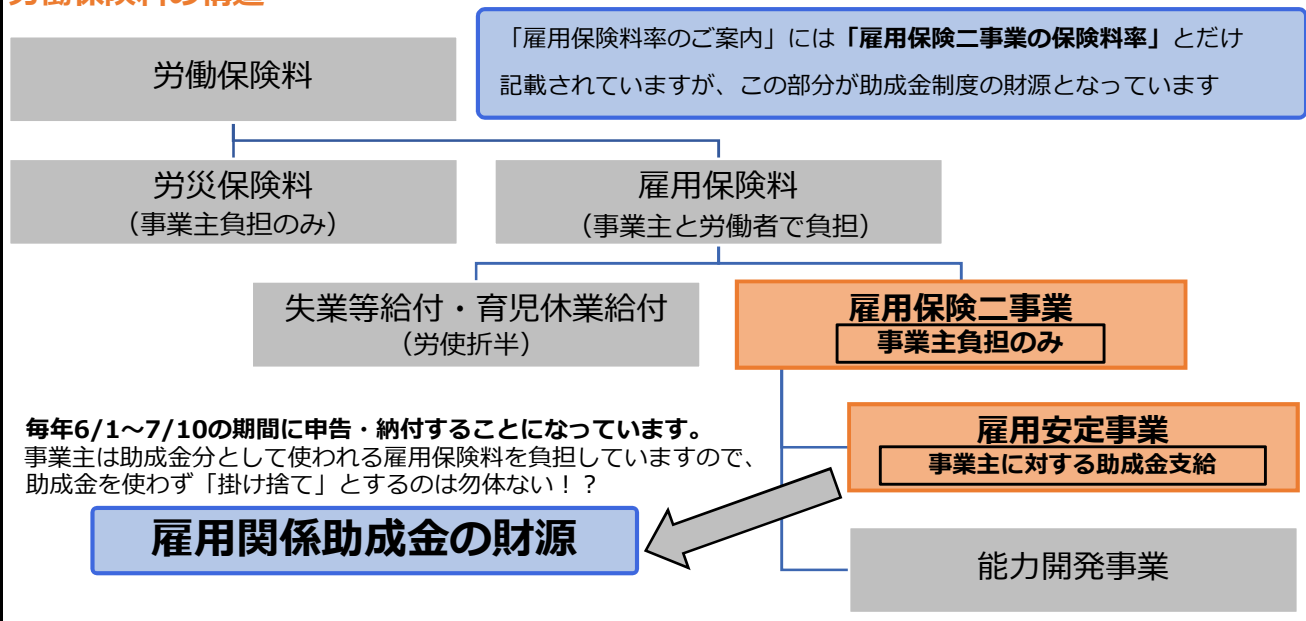 労働保険料の構造
「雇用保険料率のご案内」には「雇用保険二事業の保険料率」とだけ
記載されていますが、この部分が助成金制度の財源となっています
労働保険料
労災保険料
（事業主負担のみ）
雇用保険料
（事業主と労働者で負担）
失業等給付・育児休業給付
（労使折半）
雇用保険二事業
事業主負担のみ
毎年6/1～7/10の期間に申告・納付することになっています。
事業主は助成金分として使われる雇用保険料を負担していますので、
助成金を使わず「掛け捨て」とするのは勿体ない！？
雇用安定事業
事業主に対する助成金支給
雇用関係助成金の財源
能力開発事業